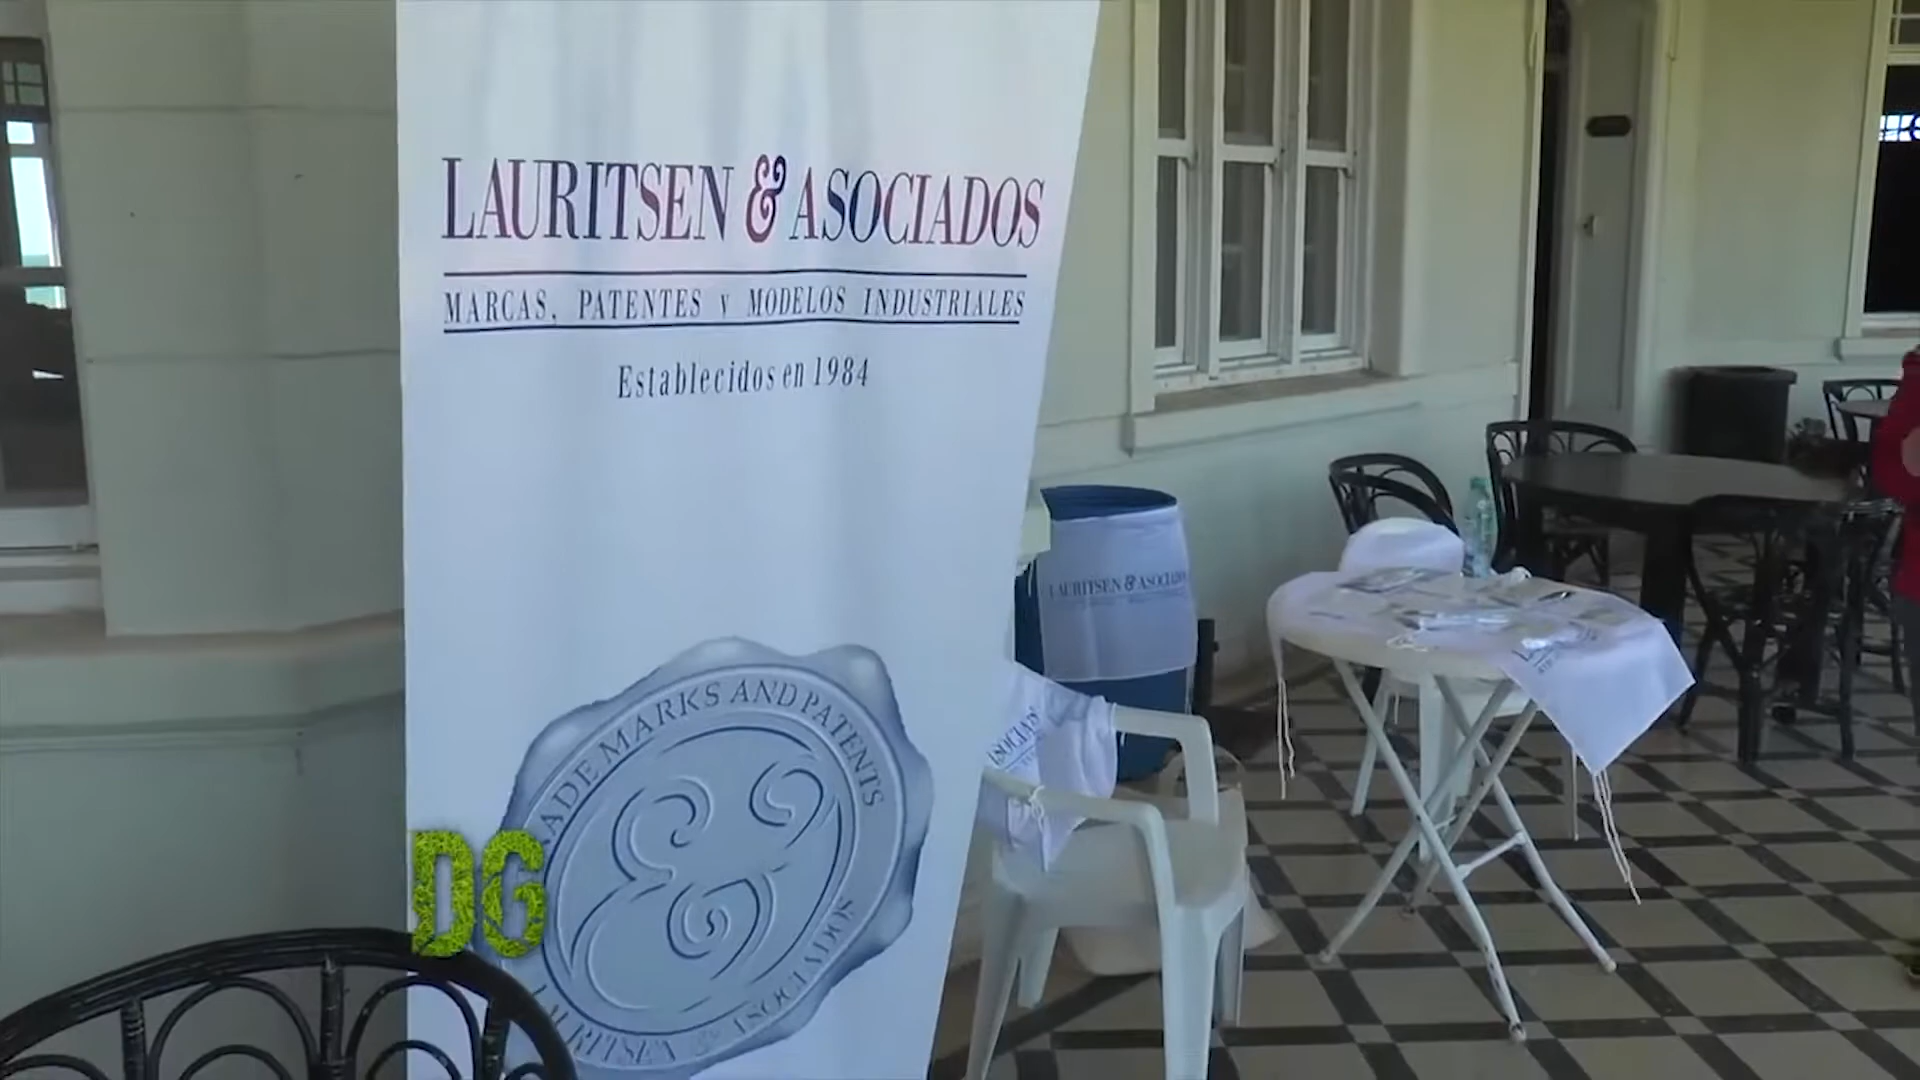 LAURITSEN & ASOCIADOS
MARCAS, PATENTES y MODELOS INDUSTRIALES
Establecidos en 1984
TRADE MARKS AND PATENTS
LAURITSEN & ASOCIADOS
DG
LAURITSEN & ASOCIADOS